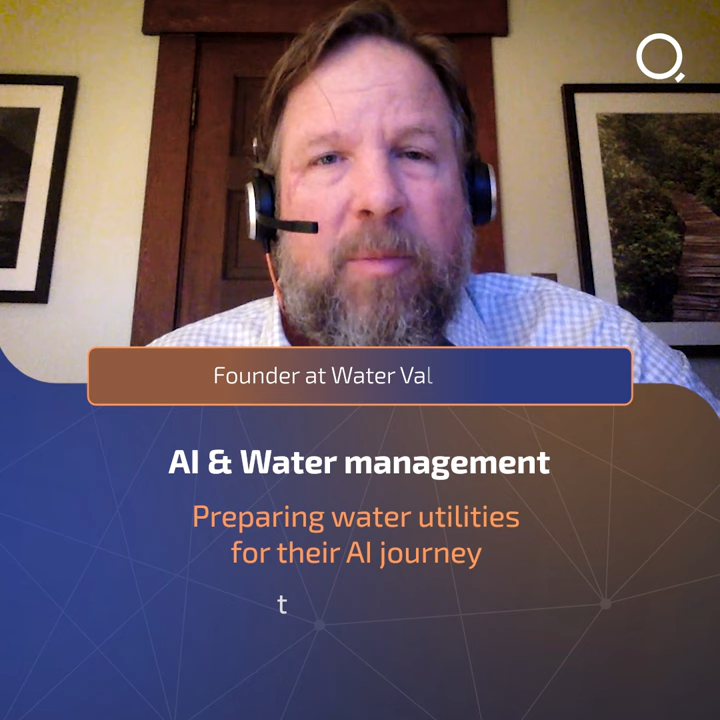 Founder at Water Val
AI & Water management
Preparing water utilities
for their AI journey
t